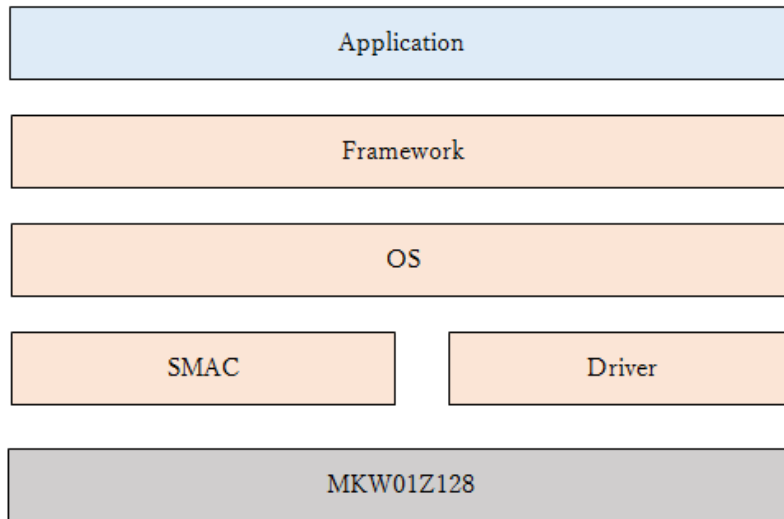 Application
Framework
OS
SMAC
Driver
MKW01Z128